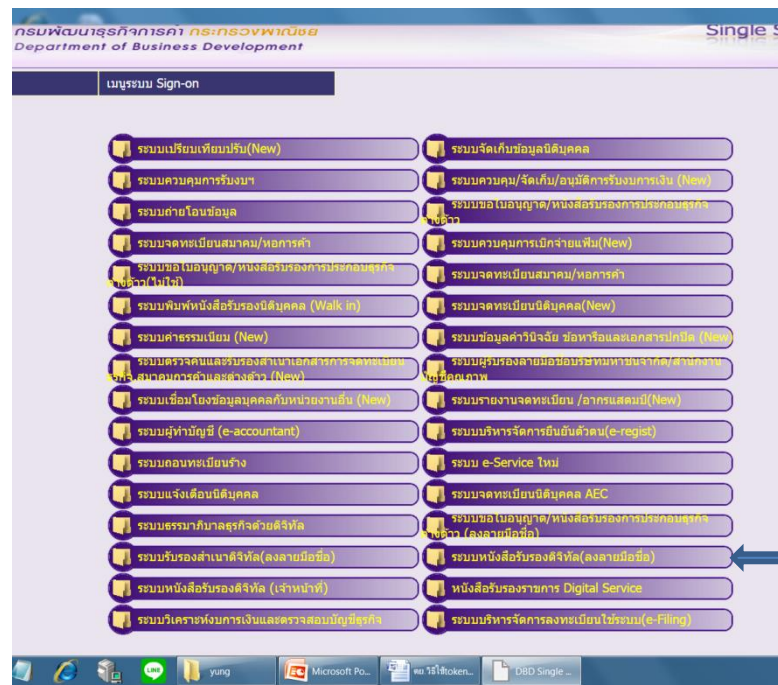 กรมพัฒนาธุรกิจการค้า กระทรวงพาณิชย์
Department of Business Development
Single S
เมนูระบบ Sign-on
ระบบเปรียบเทียบปรับ(New)
ระบบจัดเก็บข้อมูลนิติบุคคล
ระบบควบคุมการรับงบฯ
ระบบควบคุม/จัดเก็บ/อนุมัติการรับงบการเงิน (New)
ระบบถ่ายโอนข้อมูล
ระบบขอใบอนุญาต/หนังสือรับรองการประกอบธุรกิจ
ต่างด้าว
ระบบจดทะเบียนสมาคม/หอการค้า
ระบบควบคุมการเบิกจ่ายแฟ้ม(New)
ระบบขอใบอนุญาต/หนังสือรับรองการประกอบธุรกิจ
ต่างด้าว(ไม่ใช้)
ระบบจดทะเบียนสมาคม/หอการค้า
ระบบพิมพ์หนังสือรับรองนิติบุคคล (Walk in)
ระบบจดทะเบียนนิติบุคคล(New)
ระบบค่าธรรมเนียม (New)
ระบบข้อมูลคำวินิจฉัย ข้อหารือและเอกสารปกปิด (New)
ระบบตรวจค้นและรับรองสำเนาเอกสารการจดทะเบียน
ธุรกิจ,สมาคมการค้าและต่างด้าว (New)
ระบบผู้รับรองลายมือชื่อบริษัทมหาชนจำกัด/สำนักงาน
บัญชีคุณภาพ
ระบบเชื่อมโยงข้อมูลบุคคลกับหน่วยงานอื่น (New)
ระบบรายงานจดทะเบียน /อากรแสตมป์(New)
ระบบผู้ทำบัญชี (e-accountant)
ระบบบริหารจัดการยืนยันตัวตน(e-regist)
ระบบถอนทะเบียนร้าง
ระบบ e-Service ใหม่
ระบบแจ้งเตือนนิติบุคคล
ระบบจดทะเบียนนิติบุคคล AEC
ระบบธรรมาภิบาลธุรกิจด้วยดิจิทัล
ระบบขอใบอนุญาต/หนังสือรับรองการประกอบธุรกิจ
ต่างด้าว (ลงลายมือชื่อ)
ระบบรับรองสำเนาดิจิทัล(ลงลายมือชื่อ)
ระบบหนังสือรับรองดิจิทัล(ลงลายมือชื่อ)
ระบบหนังสือรับรองดิจิทัล (เจ้าหน้าที่)
หนังสือรับรองราชการ Digital Service
ระบบวิเคราะห์งบการเงินและตรวจสอบบัญชีธุรกิจ
ระบบบริหารจัดการลงทะเบียนใช้ระบบ(e-Filing)
LINE
yung
Microsoft Po...
ตย.วิธีใช้token...
DBD Single ...